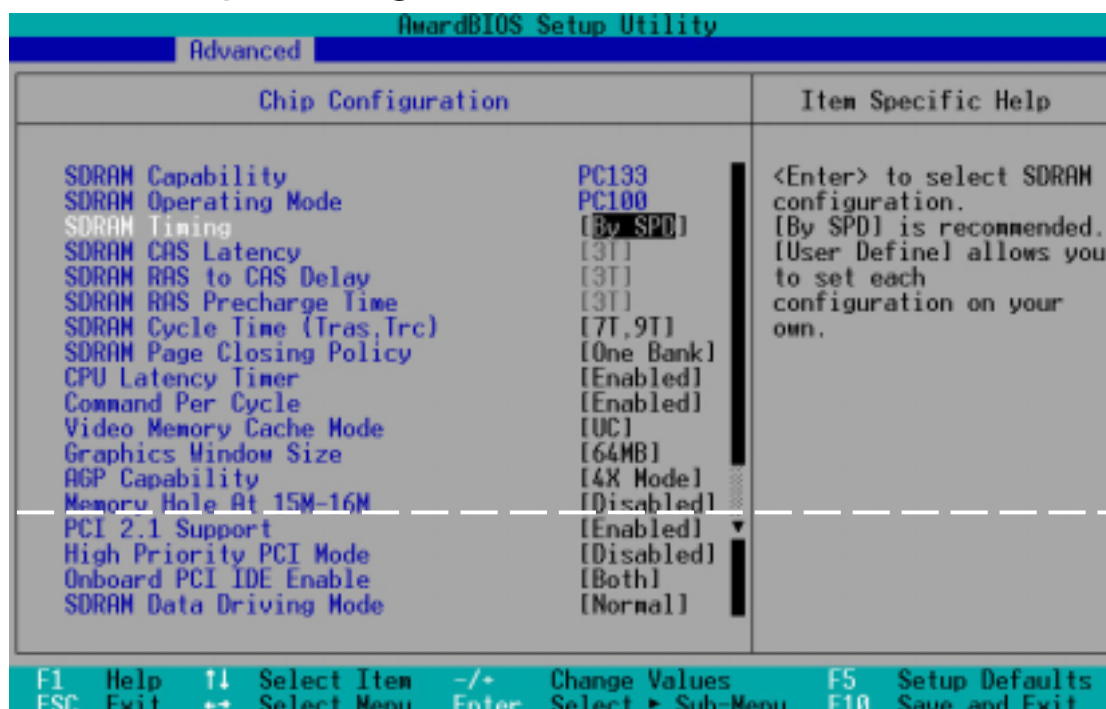 AwardBIOS Setup Utility
Advanced
Chip Configuration
Item Specific Help
SDRAM Capability PC133
SDRAM Operating Mode PC100
SDRAM Timing [By SPD]
SDRAM CAS Latency [3T]
SDRAM RAS to CAS Delay [3T]
SDRAM RAS Precharge Time [3T]
SDRAM Cycle Time (Tras,Trc) [7T,9T]
SDRAM Page Closing Policy [One Bank]
CPU Latency Timer [Enabled]
Command Per Cycle [Enabled]
Video Memory Cache Mode [UC]
Graphics Window Size [64MB]
AGP Capability [4X Mode]
Memory Hole At 15M-16M [Disabled]
PCI 2.1 Support [Enabled]
High Priority PCI Mode [Disabled]
Onboard PCI IDE Enable [Both]
SDRAM Data Driving Mode [Normal]
<Enter> to select SDRAM
configuration.
[By SPD] is recommended.
[User Define] allows you
to set each
configuration on your
own.
F1 Help ↑↓ Select Item -/+ Change Values F5 Setup Defaults
ESC Exit ←→ Select Menu Enter Select ► Sub-Menu F10 Save and Exit